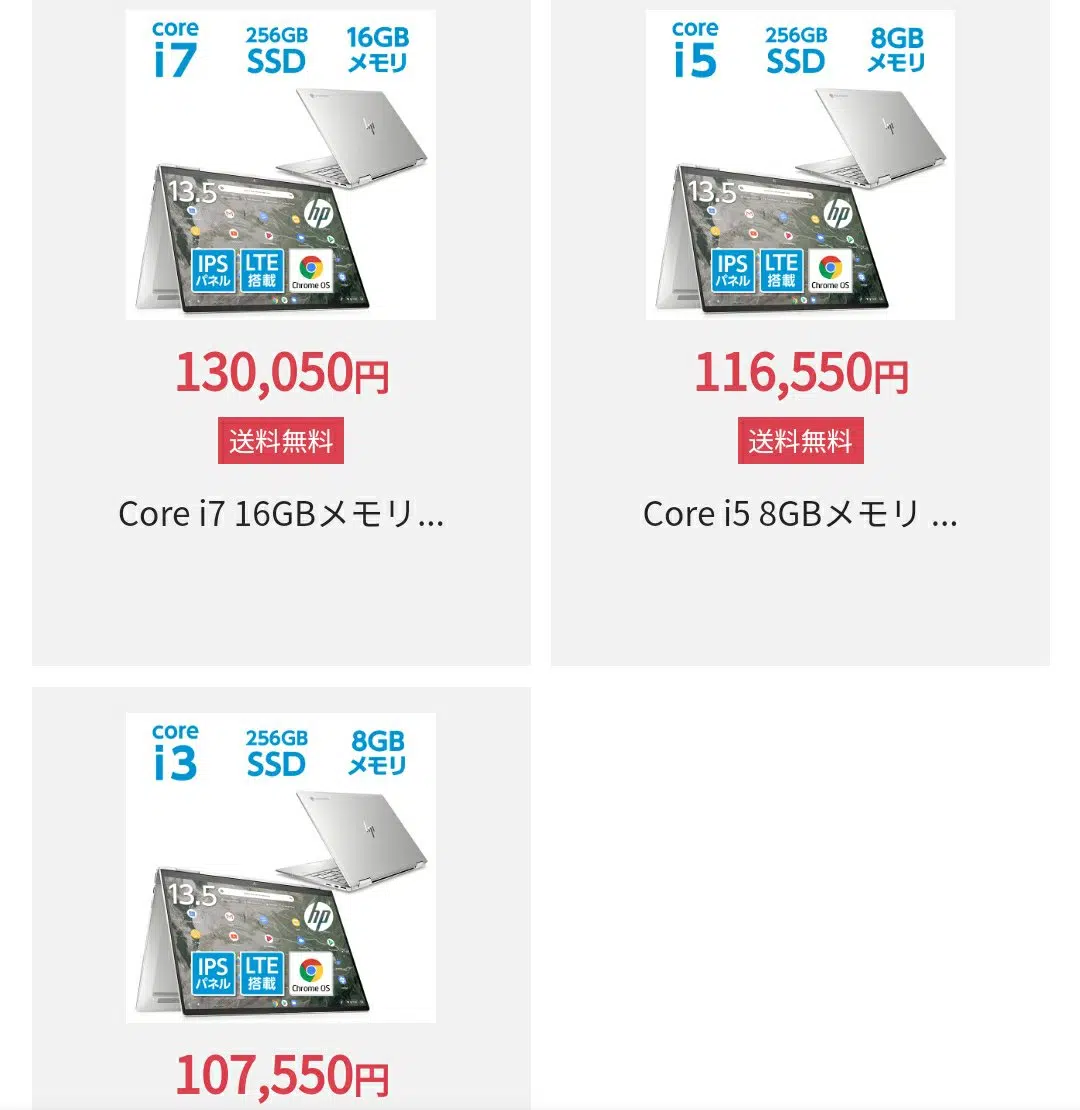 core
i7
256GB
SSD
16GB
メモリ
13.5
hp
IPS
パネル
LTE
搭載
Chrome OS
130,050円
送料無料
Core i7 16GBメモリ...
core
i5
256GB
SSD
8GB
メモリ
13.5
hp
IPS
パネル
LTE
搭載
Chrome OS
116,550円
送料無料
Core i5 8GBメモリ ...
core
i3
256GB
SSD
8GB
メモリ
13.5
hp
IPS
パネル
LTE
搭載
Chrome OS
107,550円